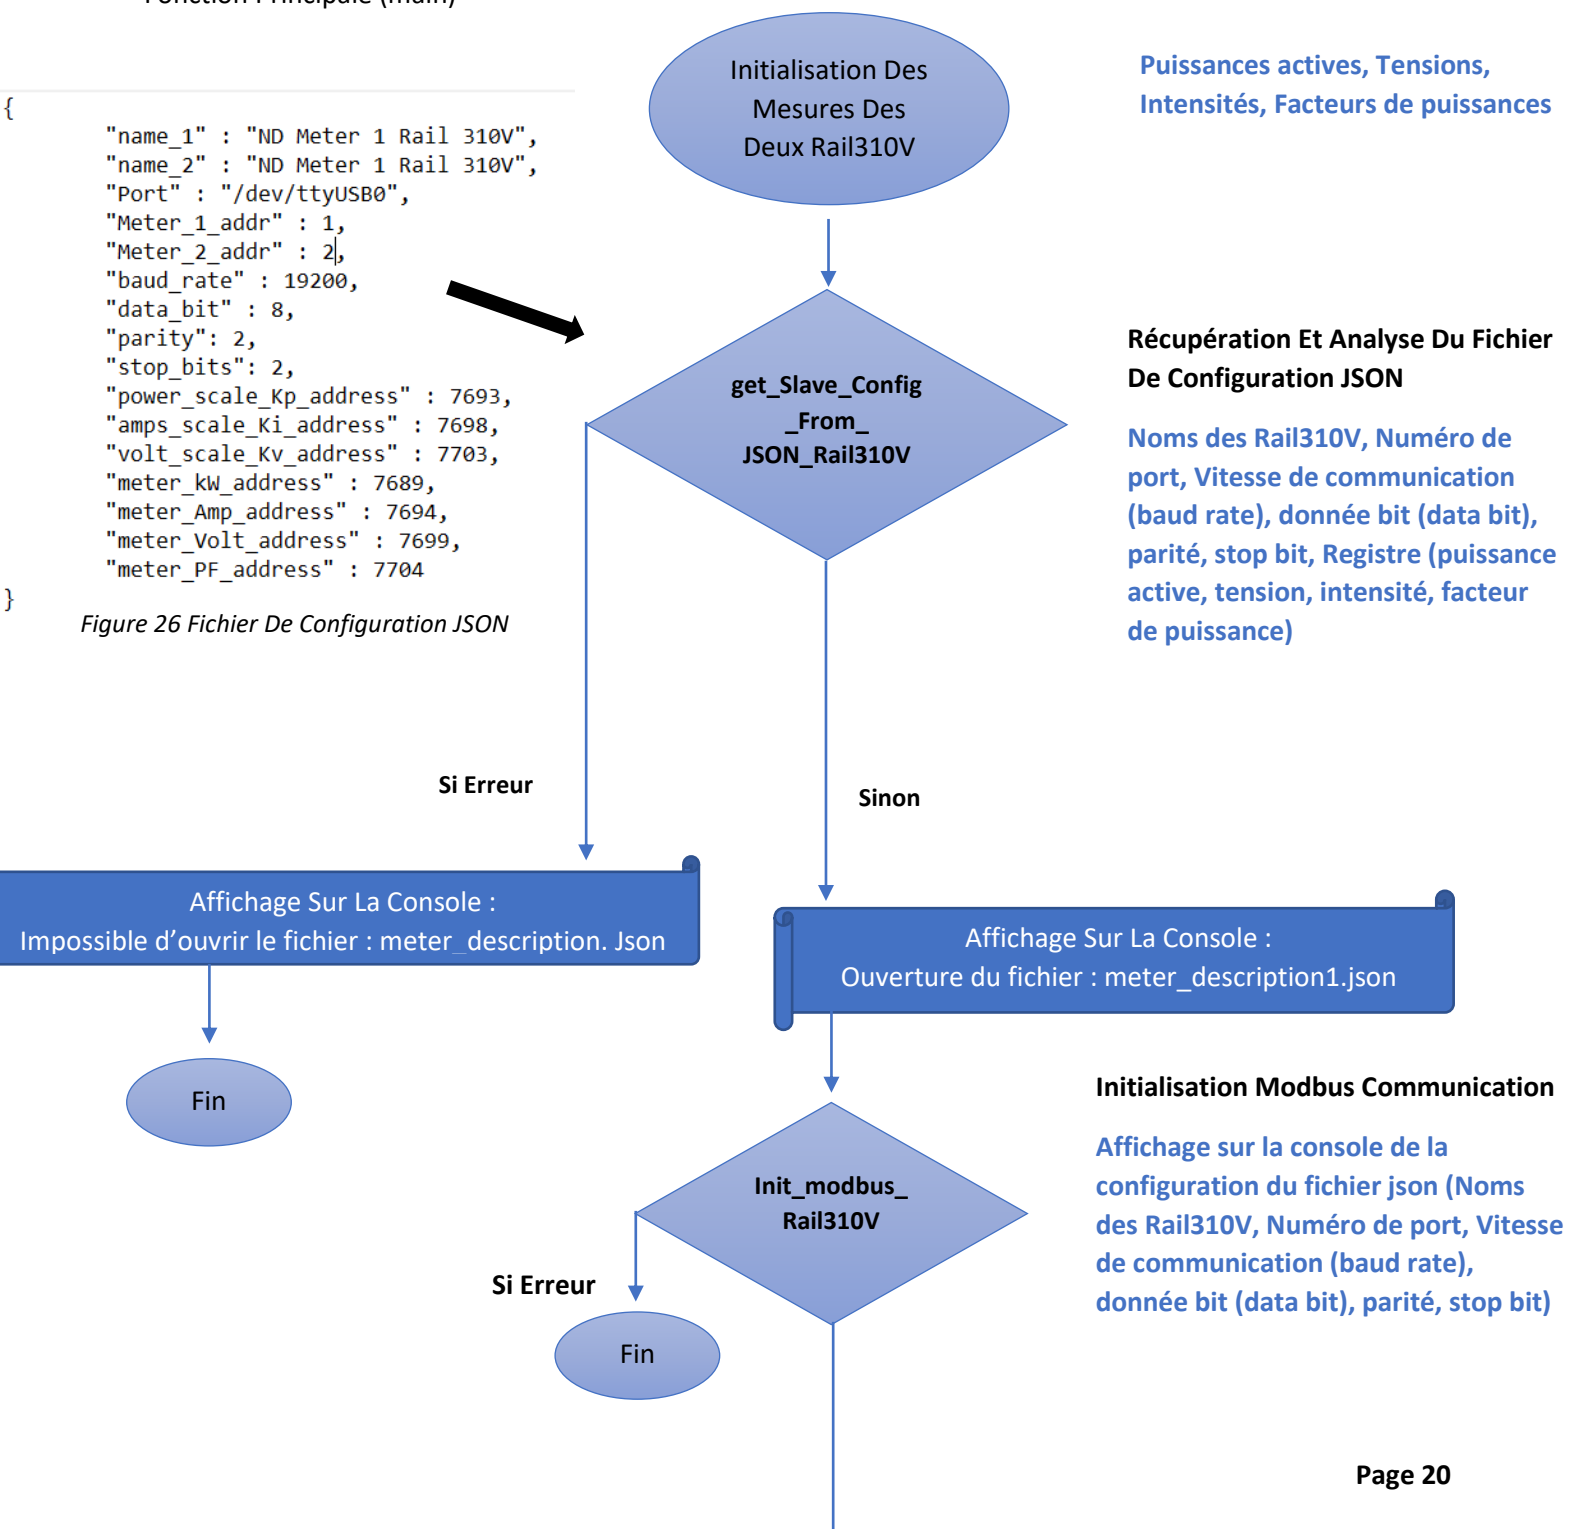 Fonction Principale (main)
Initialisation Des
Mesures Des
Deux Rail310V
Puissances actives, Tensions,
Intensités, Facteurs de puissances
{
"name_1" : "ND Meter 1 Rail 310V",
"name_2" : "ND Meter 1 Rail 310V",
"Port" : "/dev/ttyUSB0",
"Meter_1_addr" : 1,
"Meter_2_addr" : 2,
"baud_rate" : 19200,
"data_bit" : 8,
"parity": 2,
"stop_bits": 2,
"power_scale_Kp_address" : 7693,
"amps_scale_Ki_address" : 7698,
"volt_scale_Kv_address" : 7703,
"meter_kW_address" : 7689,
"meter_Amp_address" : 7694,
"meter_Volt_address" : 7699,
"meter_PF_address" : 7704
}
Figure 26 Fichier De Configuration JSON
get_Slave_Config
_From_
JSON_Rail310V
Récupération Et Analyse Du Fichier
De Configuration JSON
Noms des Rail310V, Numéro de
port, Vitesse de communication
(baud rate), donnée bit (data bit),
parité, stop bit, Registre (puissance
active, tension, intensité, facteur
de puissance)
Si Erreur
Sinon
Affichage Sur La Console :
Impossible d’ouvrir le fichier : meter_description. Json
Affichage Sur La Console :
Ouverture du fichier : meter_description1.json
Fin
Initialisation Modbus Communication
Init_modbus_
Rail310V
Affichage sur la console de la
configuration du fichier json (Noms
des Rail310V, Numéro de port, Vitesse
de communication (baud rate),
donnée bit (data bit), parité, stop bit)
Si Erreur
Fin
Page 20